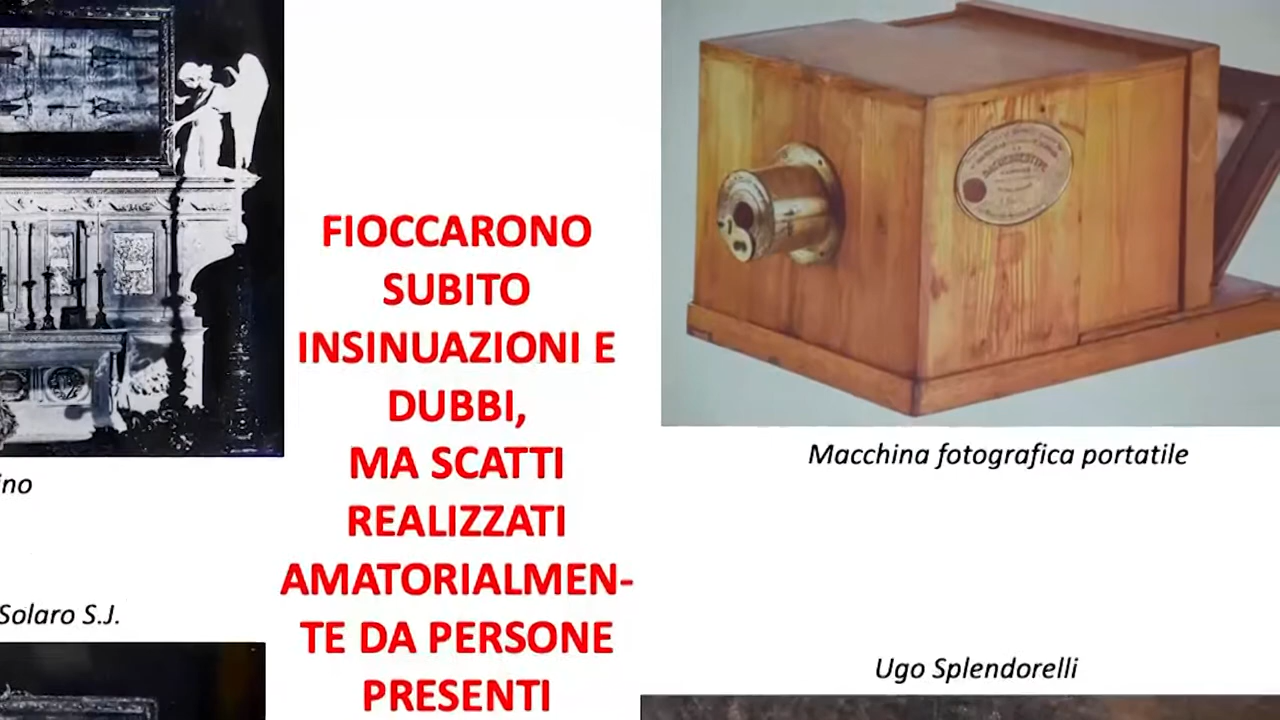 FIOCCARONO
SUBITO
INSINUAZIONI E
DUBBI,
MA SCATTI
REALIZZATI
AMATORIALMEN-
TE DA PERSONE
PRESENTI
ino
Solaro S.J.
Macchina fotografica portatile
Ugo Splendorelli